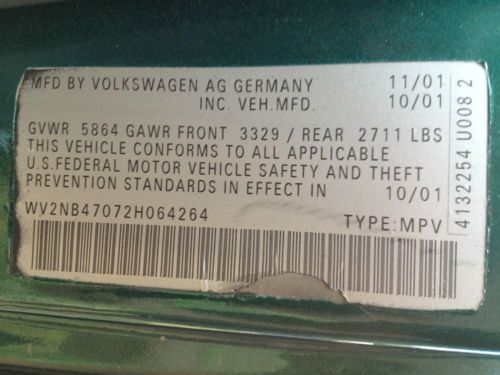 MFD BY VOLKSWAGEN AG GERMANY 11/01
INC. VEH.MFD. 10/01
GVWR 5864 GAWR FRONT 3329 / REAR 2711 LBS
THIS VEHICLE CONFORMS TO ALL APPLICABLE
U.S.FEDERAL MOTOR VEHICLE SAFETY AND THEFT
PREVENTION STANDARDS IN EFFECT IN 10/01
WV2NB47072H064264 TYPE:MPV
4132254 U008 2